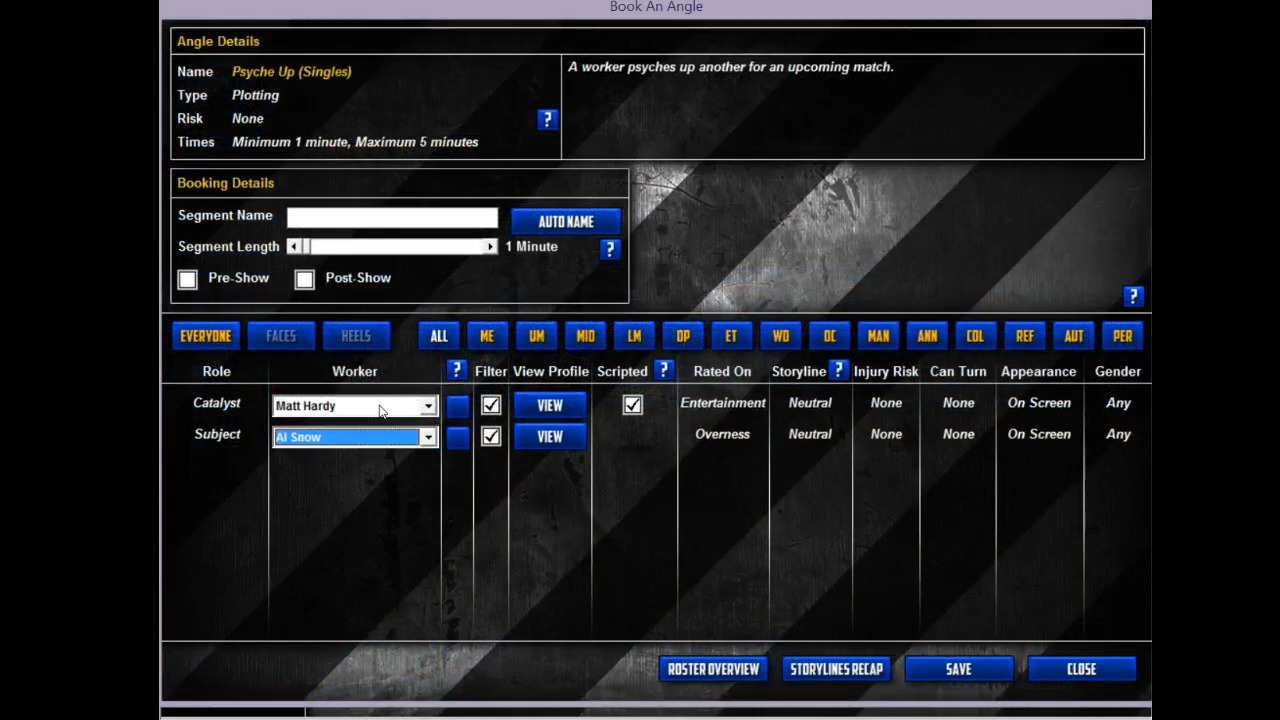 Book An Angle
Angle Details
Name Psyche Up (Singles)
A worker psyches up another for an upcoming match.
Type Plotting
Risk None
?
Times Minimum 1 minute, Maximum 5 minutes
Booking Details
Segment Name AUTO NAME
Segment Length 1 Minute ?
Pre-Show Post-Show
?
EVERYONE FACES HEELS ALL ME UM MID LM OP ET WD OC MAN ANN COL REF AUT PER
Role Worker ? Filter View Profile Scripted ? Rated On Storyline ? Injury Risk Can Turn Appearance Gender
Catalyst Matt Hardy VIEW Entertainment Neutral None None On Screen Any
Subject Al Snow VIEW Overness Neutral None None On Screen Any
ROSTER OVERVIEW STORYLINES RECAP SAVE CLOSE